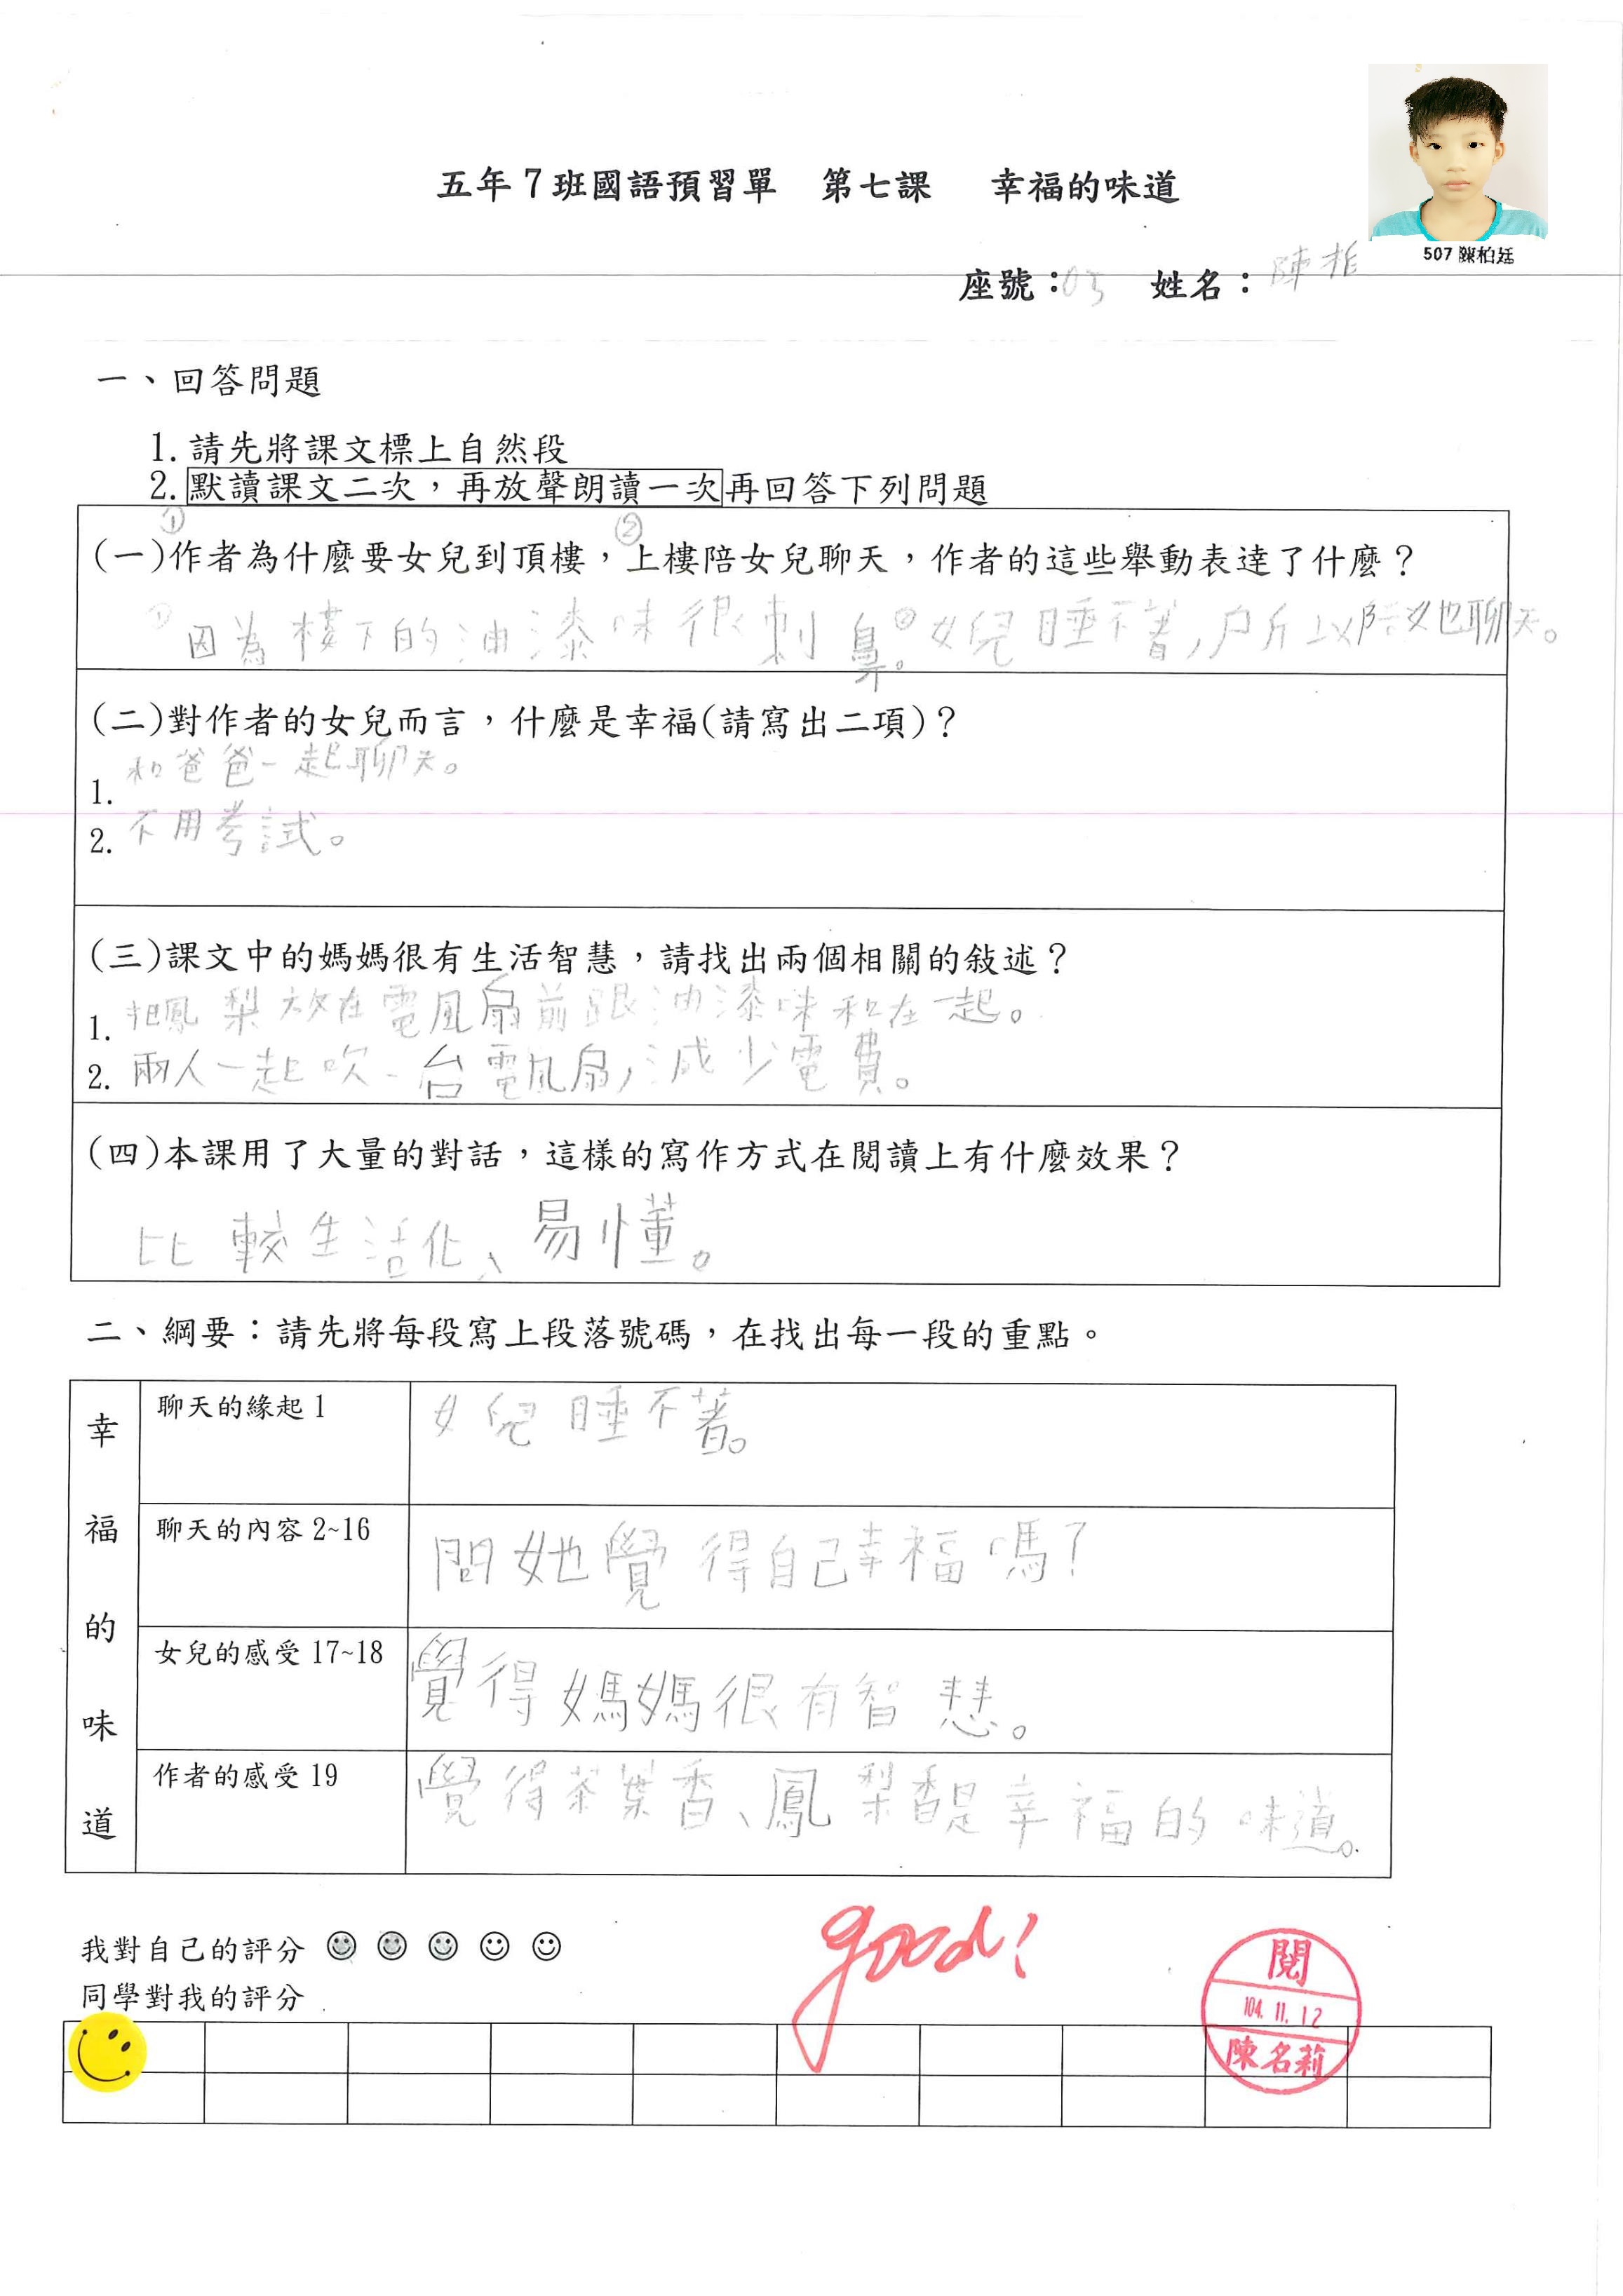 五年7班國語預習單 第七課 幸福的味道
507 陳柏廷
座號：03 姓名：陳柏
一、回答問題
1. 請先將課文標上自然段
2. 默讀課文二次，再放聲朗讀一次再回答下列問題
① ②
(一)作者為什麼要女兒到頂樓，上樓陪女兒聊天，作者的這些舉動表達了什麼？
① 因為樓下的油漆味很刺鼻。② 女兒睡不著，所以陪她聊天。
(二)對作者的女兒而言，什麼是幸福(請寫出二項)？
1. 和爸爸一起聊天。
2. 不用考試。
(三)課文中的媽媽很有生活智慧，請找出兩個相關的敘述？
1. 把鳳梨放在電風扇前跟油漆味和在一起。
2. 兩人一起吹一台電風扇，減少電費。
(四)本課用了大量的對話，這樣的寫作方式在閱讀上有什麼效果？
比較生活化、易懂。
二、綱要：請先將每段寫上段落號碼，在找出每一段的重點。
幸福的味道
聊天的緣起 1 女兒睡不著。
聊天的內容 2~16 問她覺得自己幸福嗎？
女兒的感受 17~18 覺得媽媽很有智慧。
作者的感受 19 覺得茶葉香、鳳梨香是幸福的味道。
我對自己的評分
good!
同學對我的評分
閱
104.11.12
陳名莉